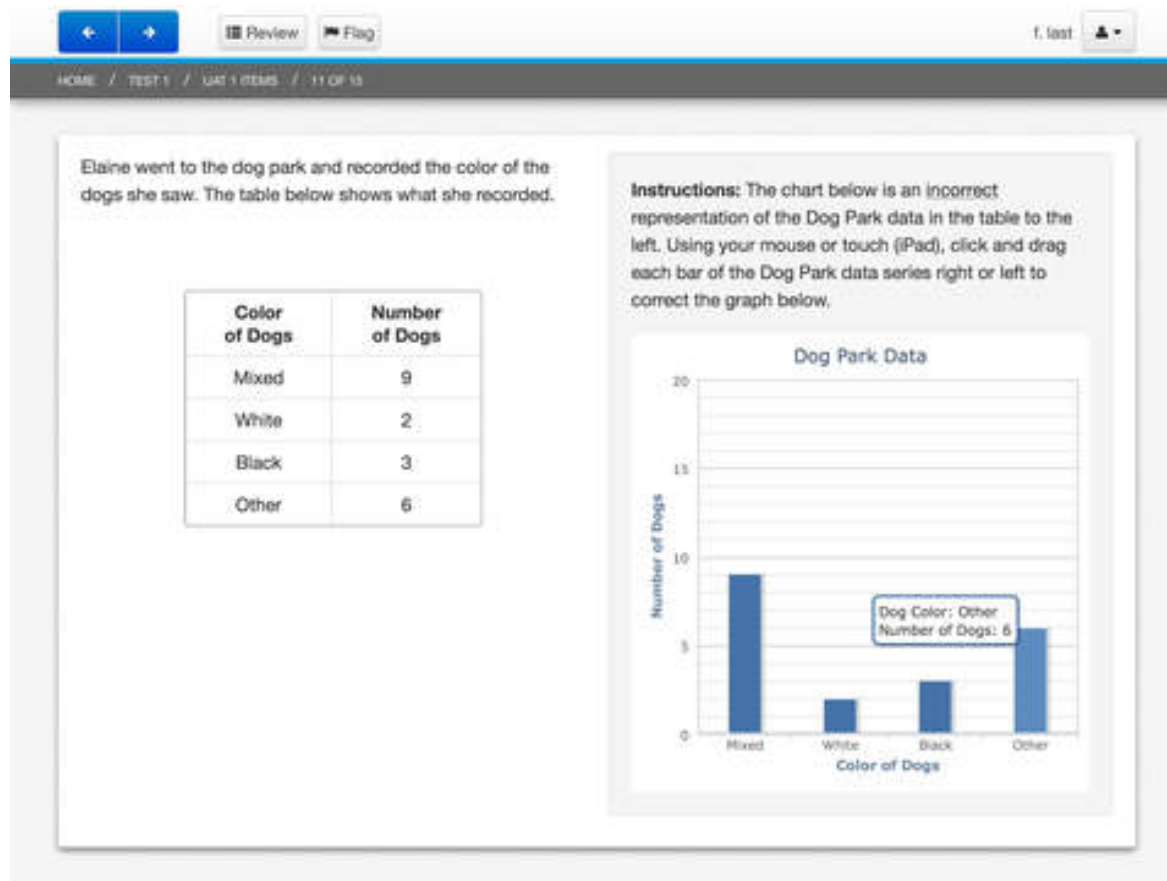 Review
Flag
f. last
HOME / TEST 1 / UAT 1 ITEMS / 11 OF 15
Elaine went to the dog park and recorded the color of the
dogs she saw. The table below shows what she recorded.
Color of Dogs Number of Dogs
Mixed 9
White 2
Black 3
Other 6
Instructions: The chart below is an incorrect
representation of the Dog Park data in the table to the
left. Using your mouse or touch (iPad), click and drag
each bar of the Dog Park data series right or left to
correct the graph below.
Dog Park Data
20
15
10
5
0
Number of Dogs
Dog Color: Other
Number of Dogs: 6
Mixed White Black Other
Color of Dogs